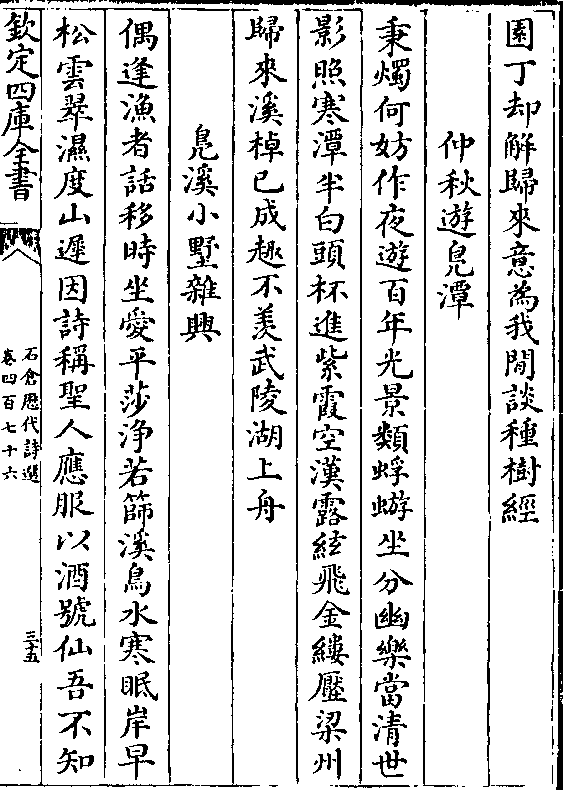 園丁却解歸來意為我閒談種樹經
仲秋遊鳬潭
秉燭何妨作夜遊百年光景類蜉蝣坐分幽樂當清世
影照寒潭半白頭杯進紫霞空漢露絃飛金縷壓梁州
歸來溪棹已成趣不羡武陵湖上舟
鳬溪小墅雜興
偶逢漁者話移時坐愛平莎浄若篩溪鳥水寒眠岸早
松雲翠濕度山遲因詩稱聖人應服以酒號仙吾不知
欽定四庫全書
石倉歴代詩選
卷四百七十六
三十五